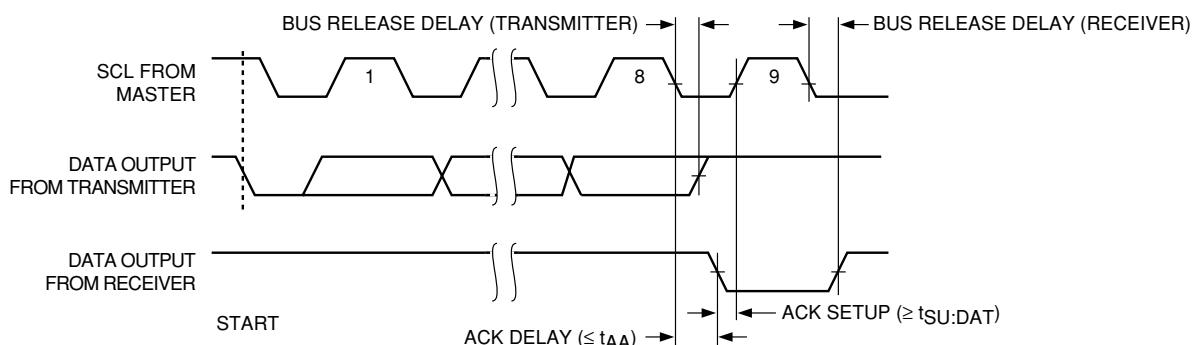 BUS RELEASE DELAY (TRANSMITTER)
BUS RELEASE DELAY (RECEIVER)
SCL FROM
MASTER
1
8
9
DATA OUTPUT
FROM TRANSMITTER
DATA OUTPUT
FROM RECEIVER
START
ACK SETUP (≥ tSU:DAT)
ACK DELAY (≤ tAA)